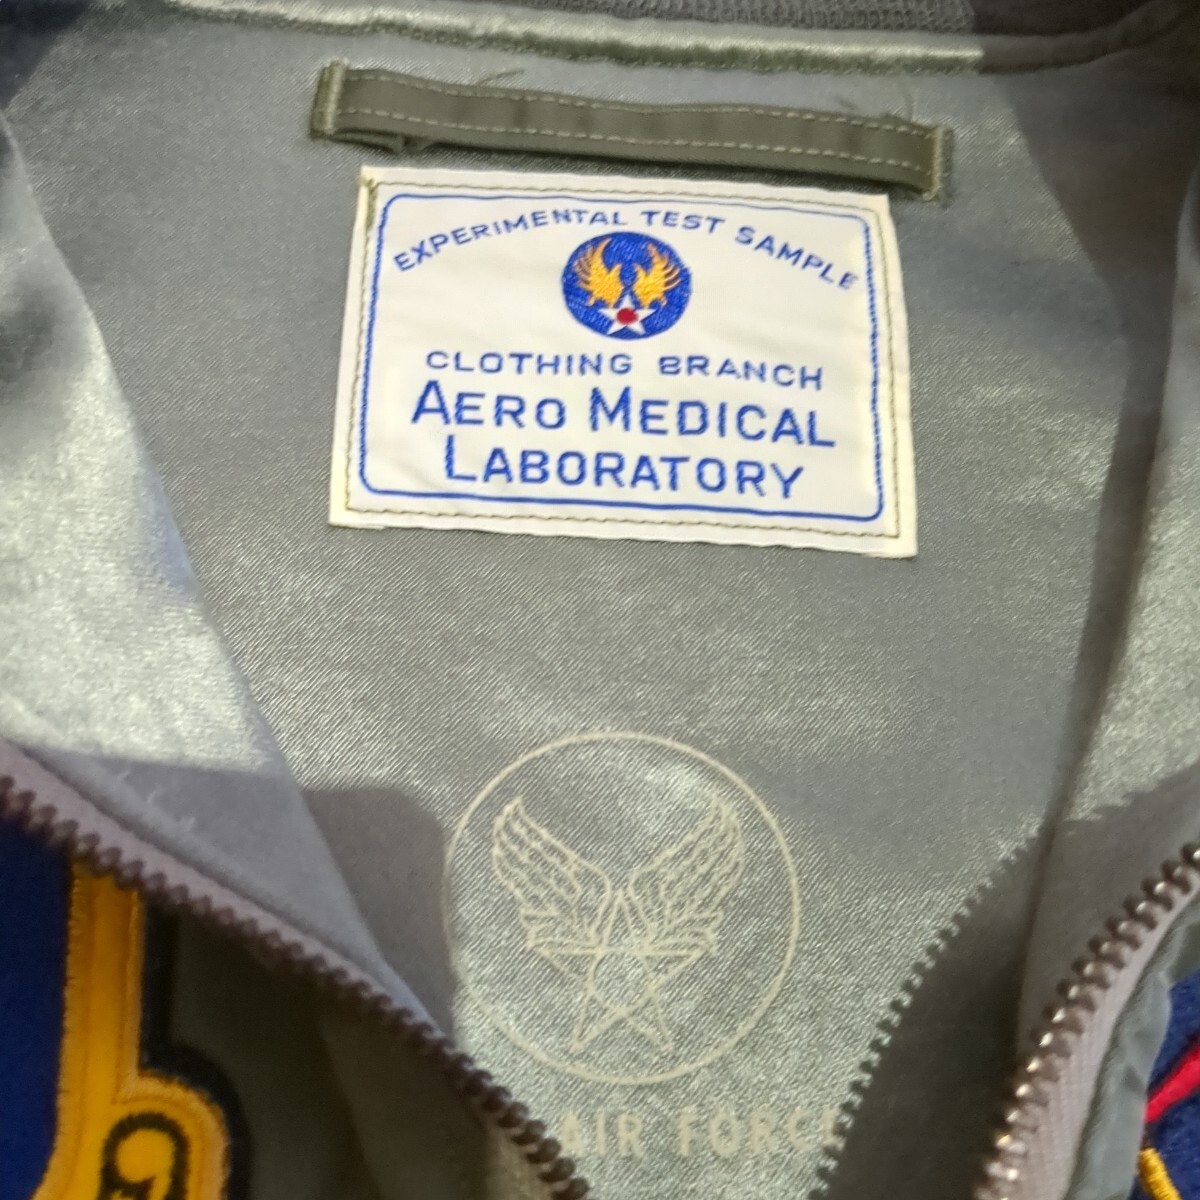 EXPERIMENTAL TEST SAMPLE
CLOTHING BRANCH
AERO MEDICAL
LABORATORY
AIR FORCE